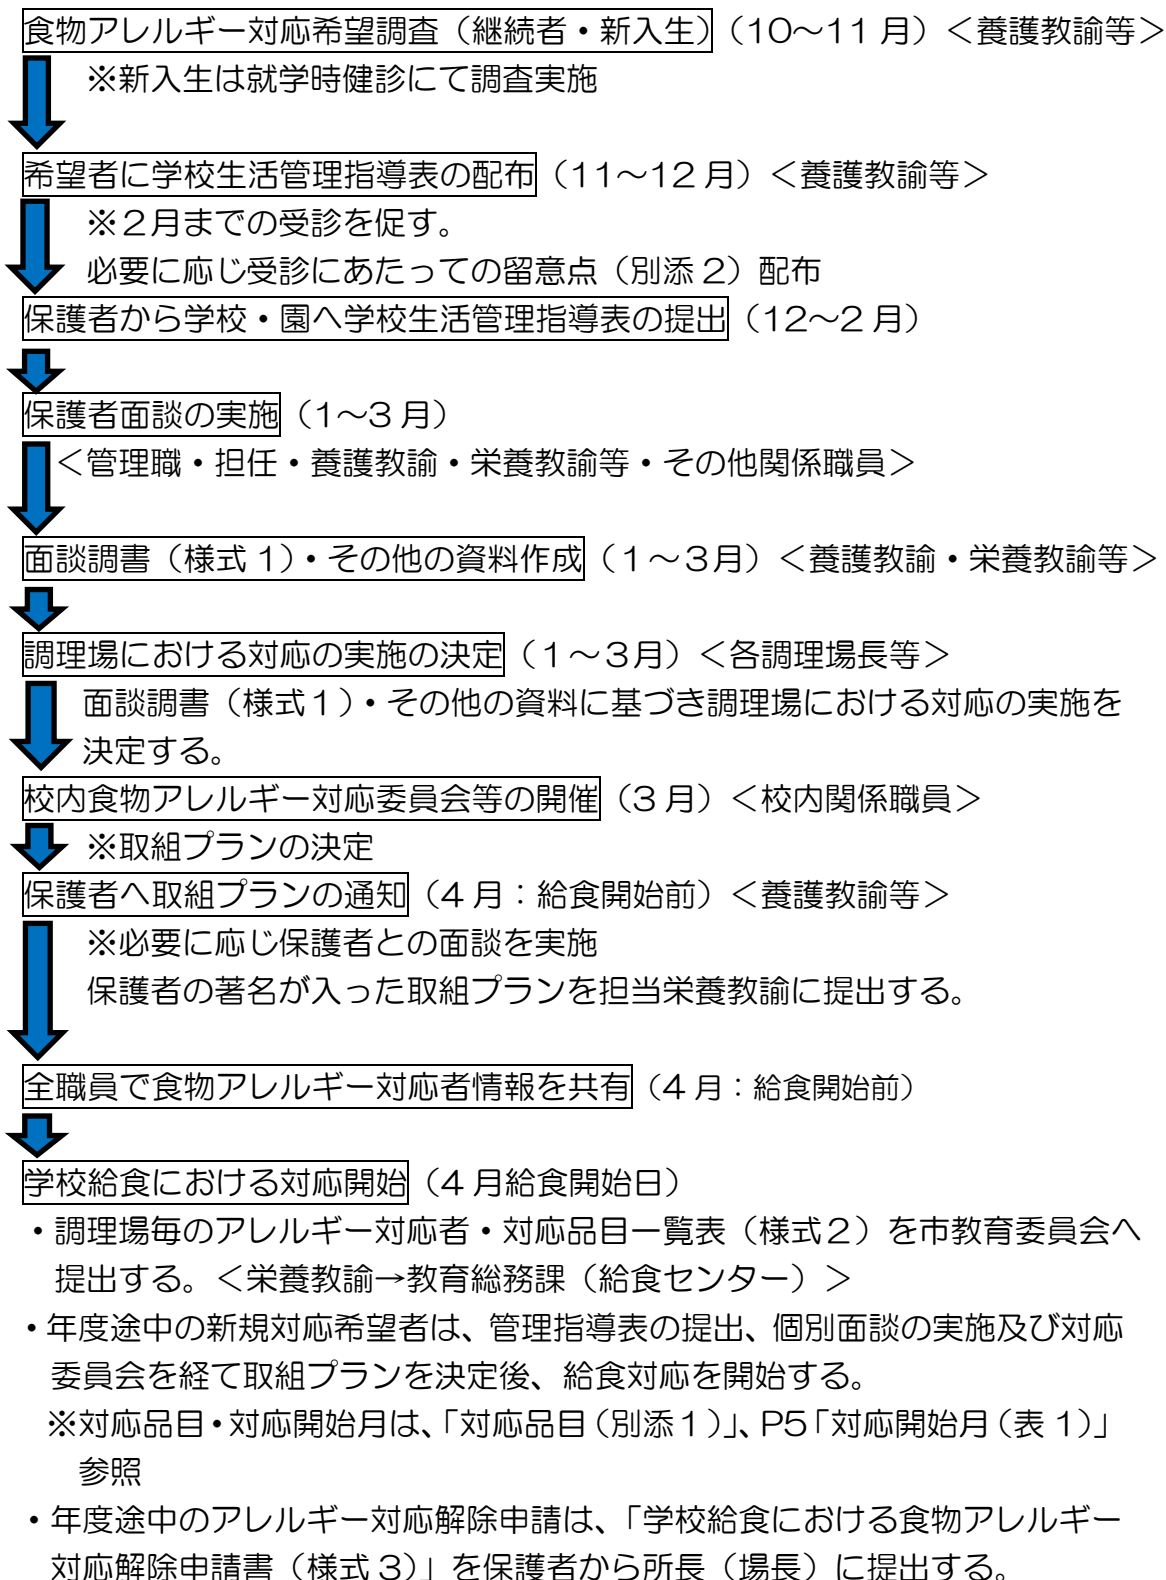 食物アレルギー対応希望調査（継続者・新入生）（10～11月）＜養護教諭等＞
※新入生は就学時健診にて調査実施
希望者に学校生活管理指導表の配布（11～12月）＜養護教諭等＞
※２月までの受診を促す。
必要に応じ受診にあたっての留意点（別添２）配布
保護者から学校・園へ学校生活管理指導表の提出（12～2月）
保護者面談の実施（1～3月）
＜管理職・担任・養護教諭・栄養教諭等・その他関係職員＞
面談調書（様式1）・その他の資料作成（１～３月）＜養護教諭・栄養教諭等＞
調理場における対応の実施の決定（１～３月）＜各調理場長等＞
面談調書（様式１）・その他の資料に基づき調理場における対応の実施を
決定する。
校内食物アレルギー対応委員会等の開催（3月）＜校内関係職員＞
※取組プランの決定
保護者へ取組プランの通知（4月：給食開始前）＜養護教諭等＞
※必要に応じ保護者との面談を実施
保護者の著名が入った取組プランを担当栄養教諭に提出する。
全職員で食物アレルギー対応者情報を共有（4月：給食開始前）
学校給食における対応開始（4月給食開始日）
・調理場毎のアレルギー対応者・対応品目一覧表（様式２）を市教育委員会へ
提出する。＜栄養教諭→教育総務課（給食センター）＞
・年度途中の新規対応希望者は、管理指導表の提出、個別面談の実施及び対応
委員会を経て取組プランを決定後、給食対応を開始する。
※対応品目・対応開始月は、「対応品目（別添１）」、P5「対応開始月（表1）」
参照
・年度途中のアレルギー対応解除申請は、「学校給食における食物アレルギー
対応解除申請書（様式3）」を保護者から所長（場長）に提出する。